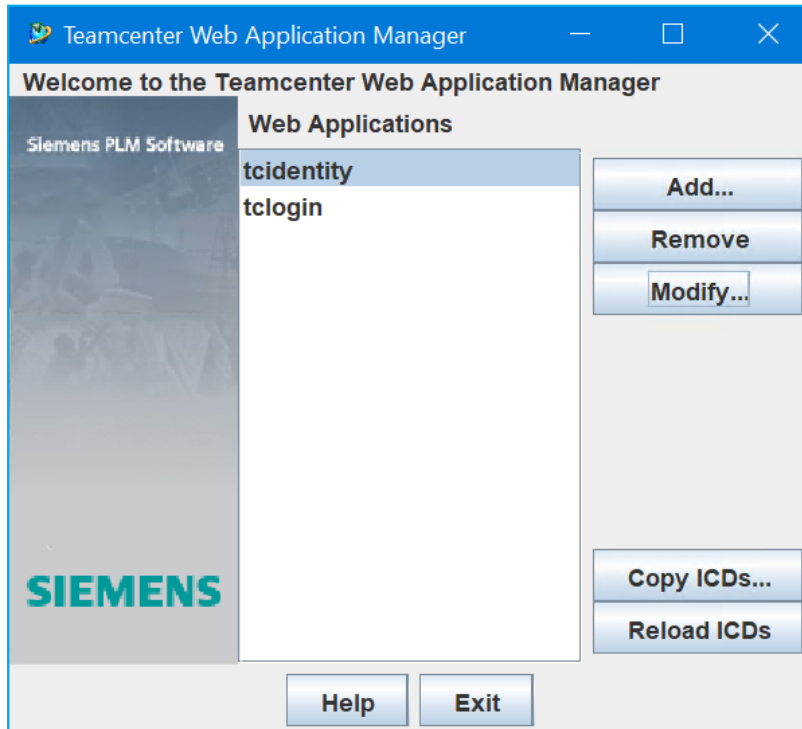 Teamcenter Web Application Manager
Welcome to the Teamcenter Web Application Manager
Siemens PLM Software
Web Applications
tcidentity
tclogin
Add...
Remove
Modify...
SIEMENS
Copy ICDs...
Reload ICDs
Help
Exit